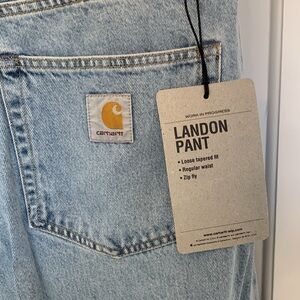 carhartt
WORK IN PROGRESS
LANDON
PANT
• Loose tapered fit
• Regular waist
• Zip fly
www.carhartt-wip.com